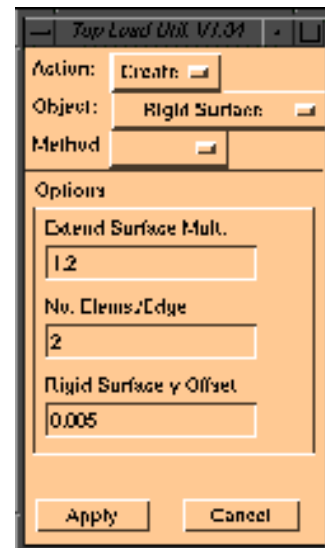 Top Load Util. V1.04
Action: Create
Object: Rigid Surface
Method
Options
Extend Surface Mult.
1.2
No. Elems./Edge
2
Rigid Surface y Offset
0.005
Apply Cancel